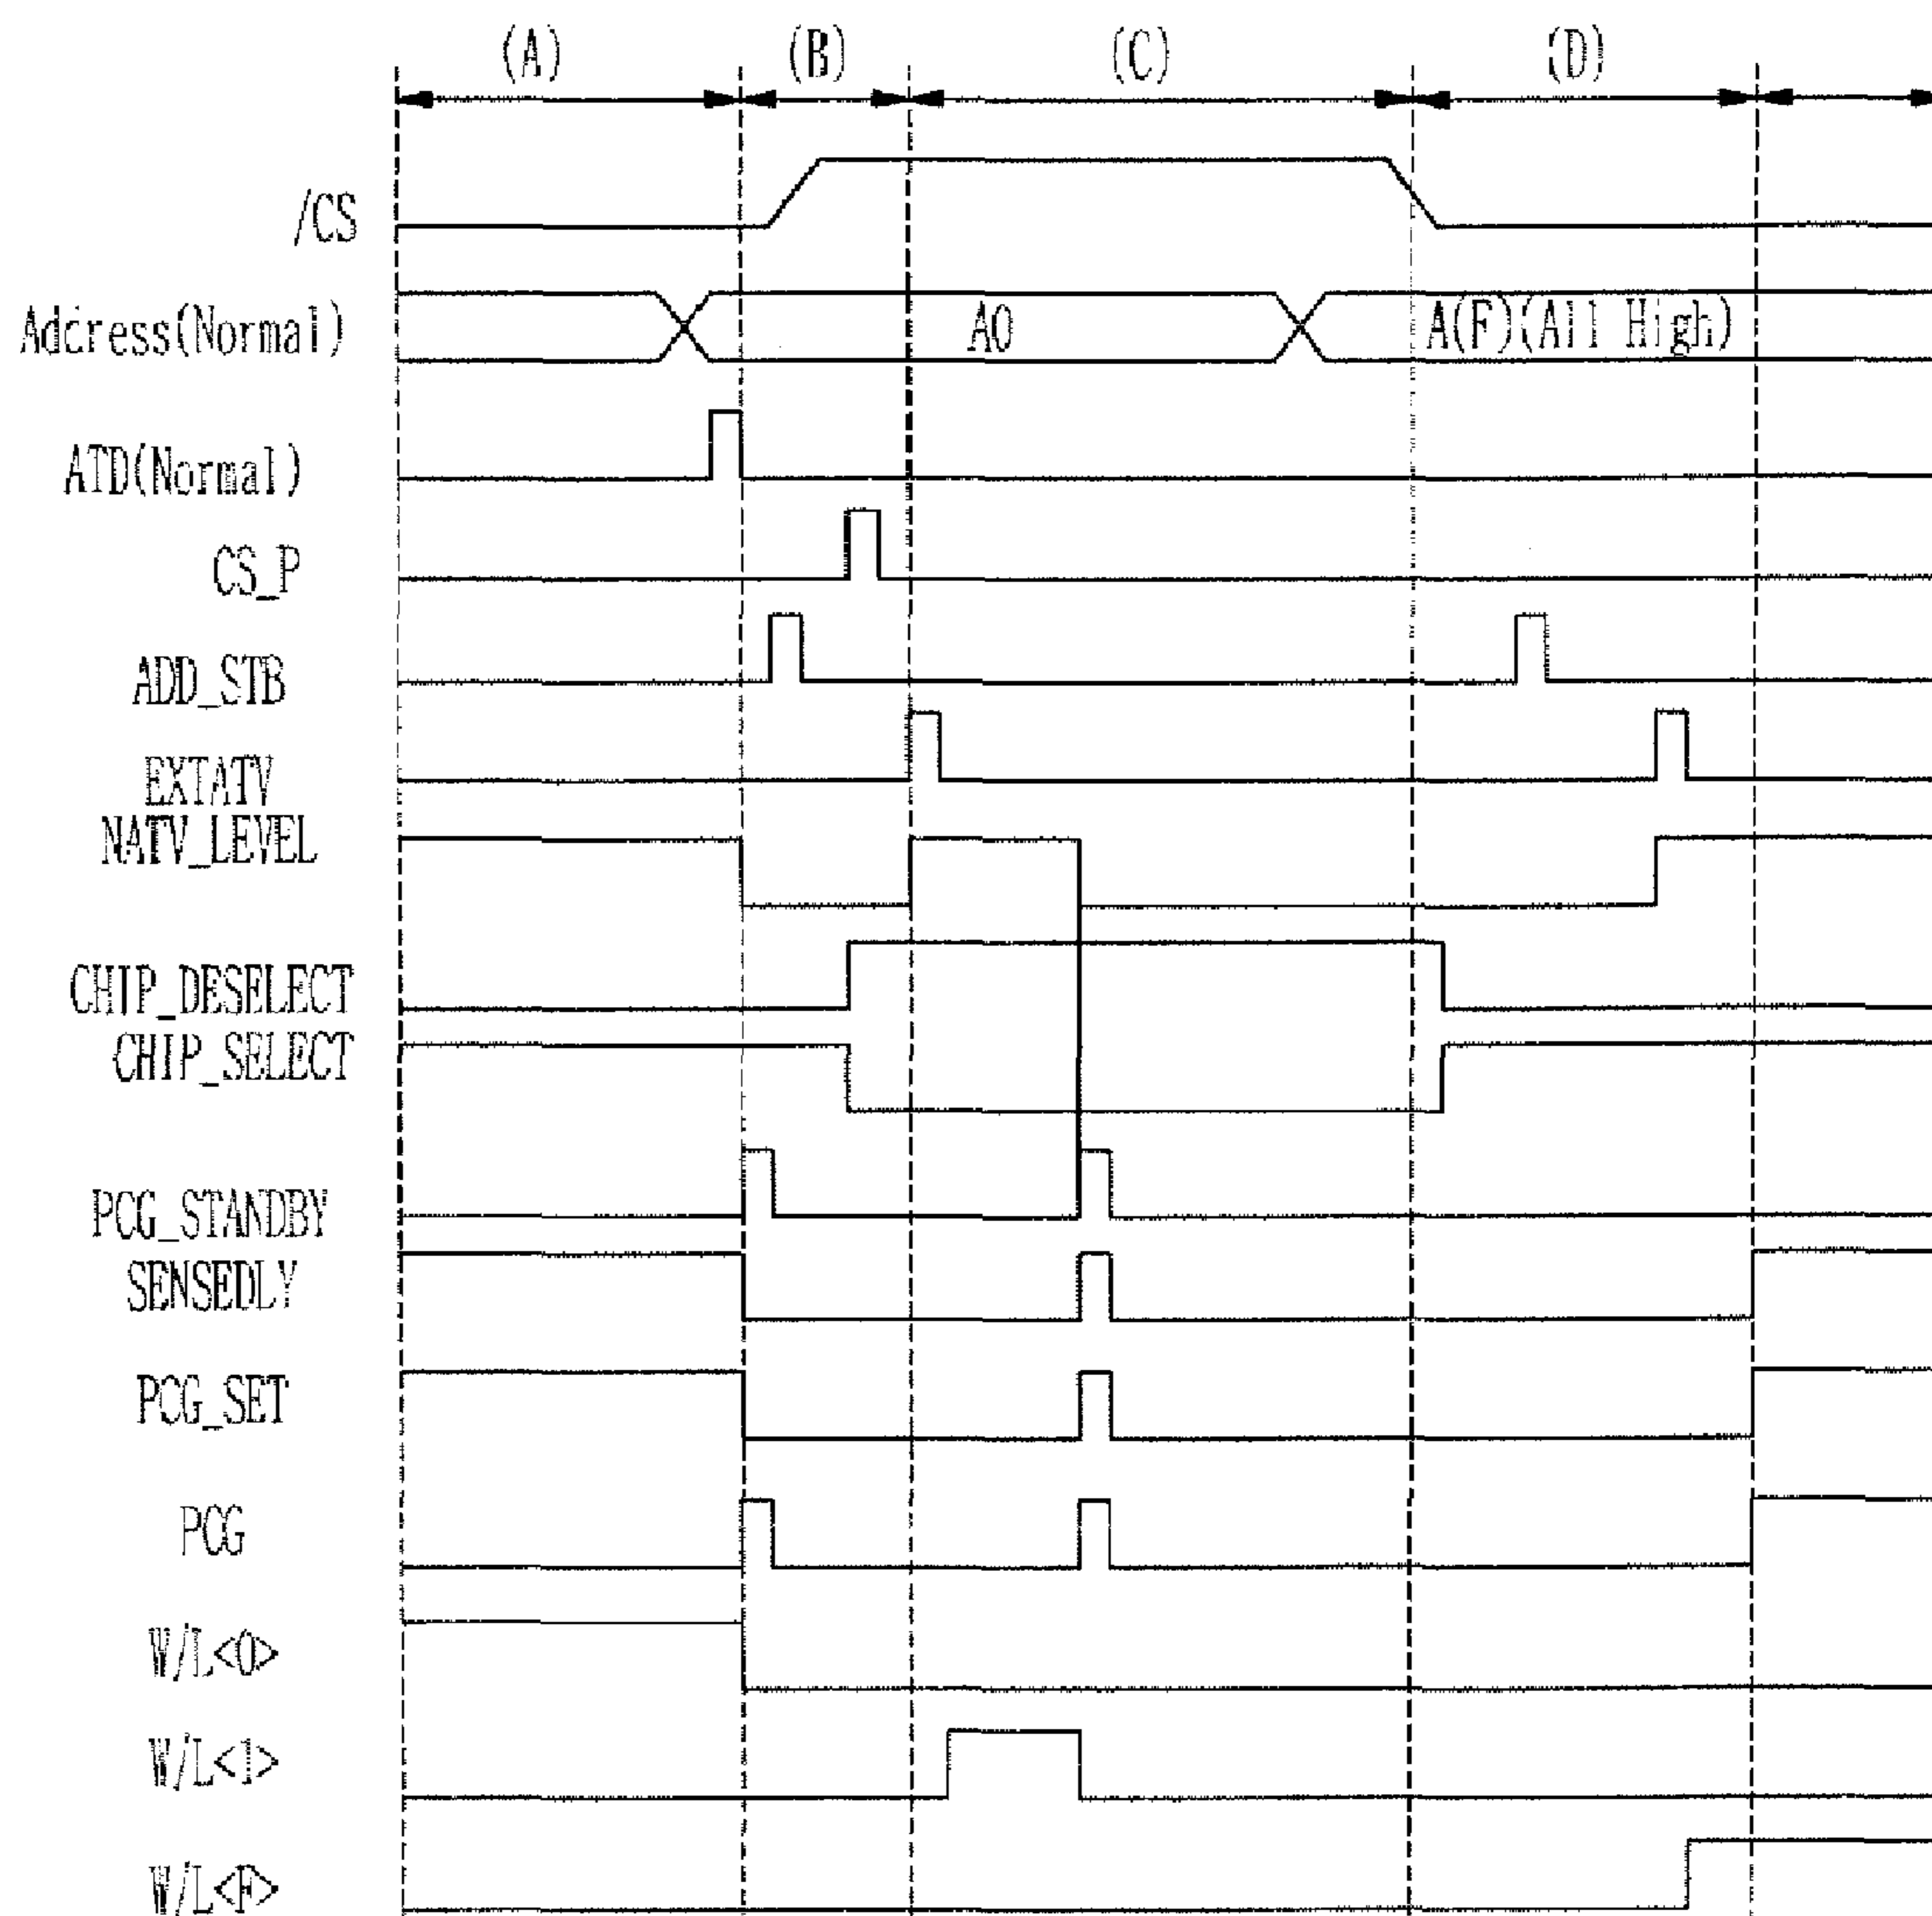 (A) (B) (C) (D)
/CS
Address(Normal) A0 A(F)(All High)
ATD(Normal)
CS_P
ADD_STB
EXTATV
NATV_LEVEL
CHIP_DESELECT
CHIP_SELECT
PCG_STANDBY
SENSEDLY
PCG_SET
PCG
W/L<0>
W/L<1>
W/L<F>